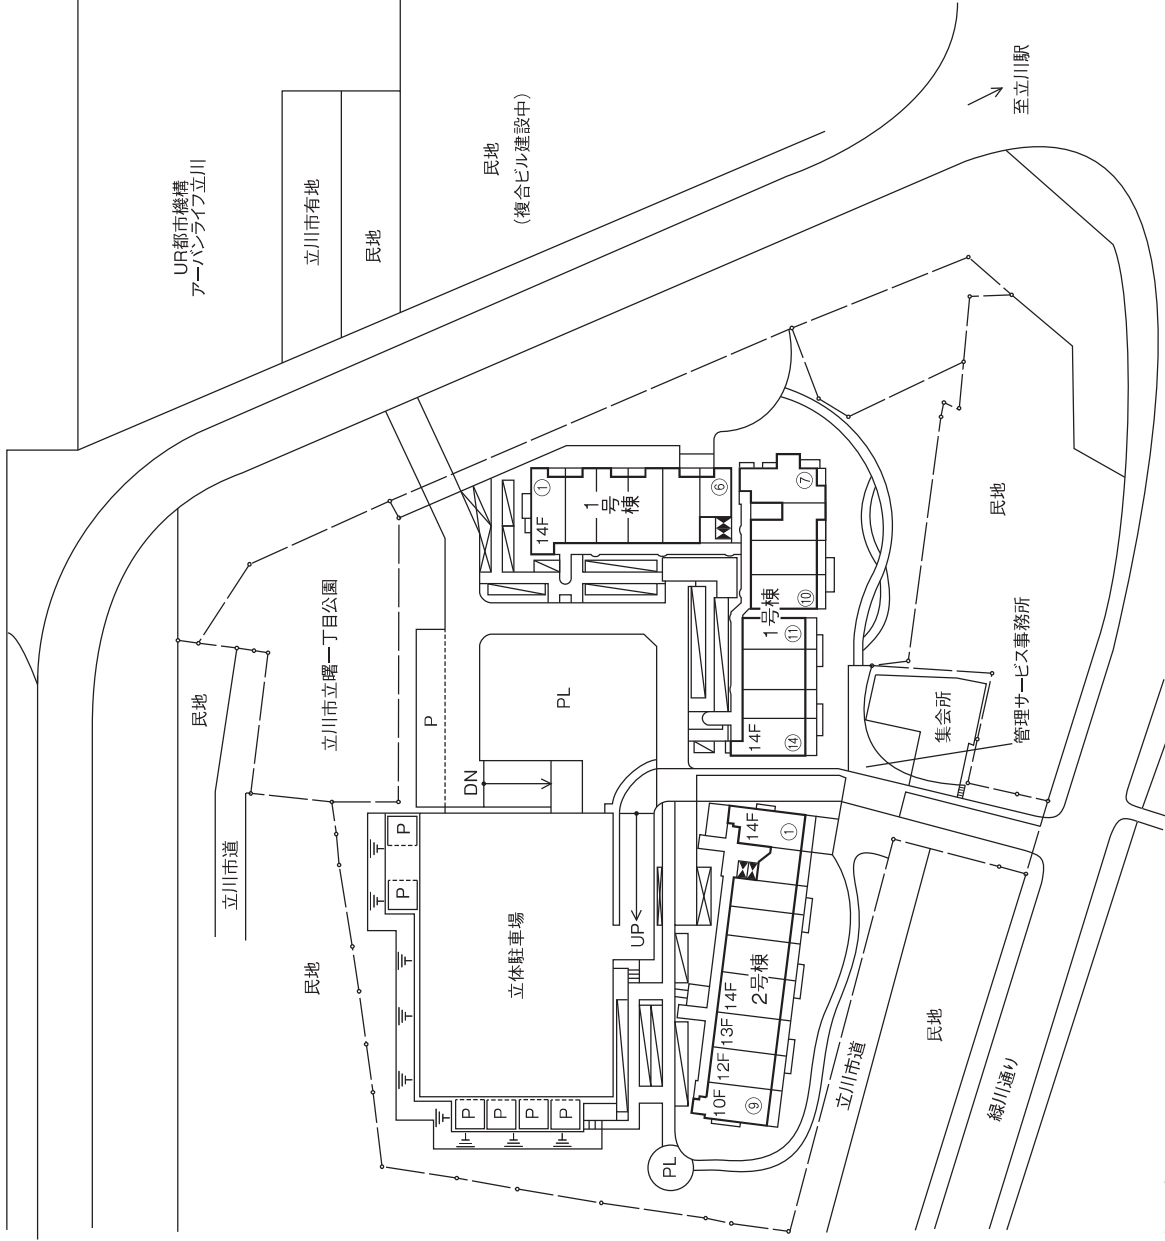 UR都市機構
アーバンライフ立川
立川市有地
民地
民地
(複合ビル建設中)
至立川駅
民地
立川市立曙一丁目公園
立川市道
民地
P
PL
DN
P
P
立体駐車場
UP
P
P
P
P
PL
14F
①
1号棟
⑥
⑦
⑩
1号棟
⑪
14F
⑭
14F
①
2号棟
14F
13F
12F
10F
⑨
集会所
管理サービス事務所
民地
立川市道
民地
緑川通り